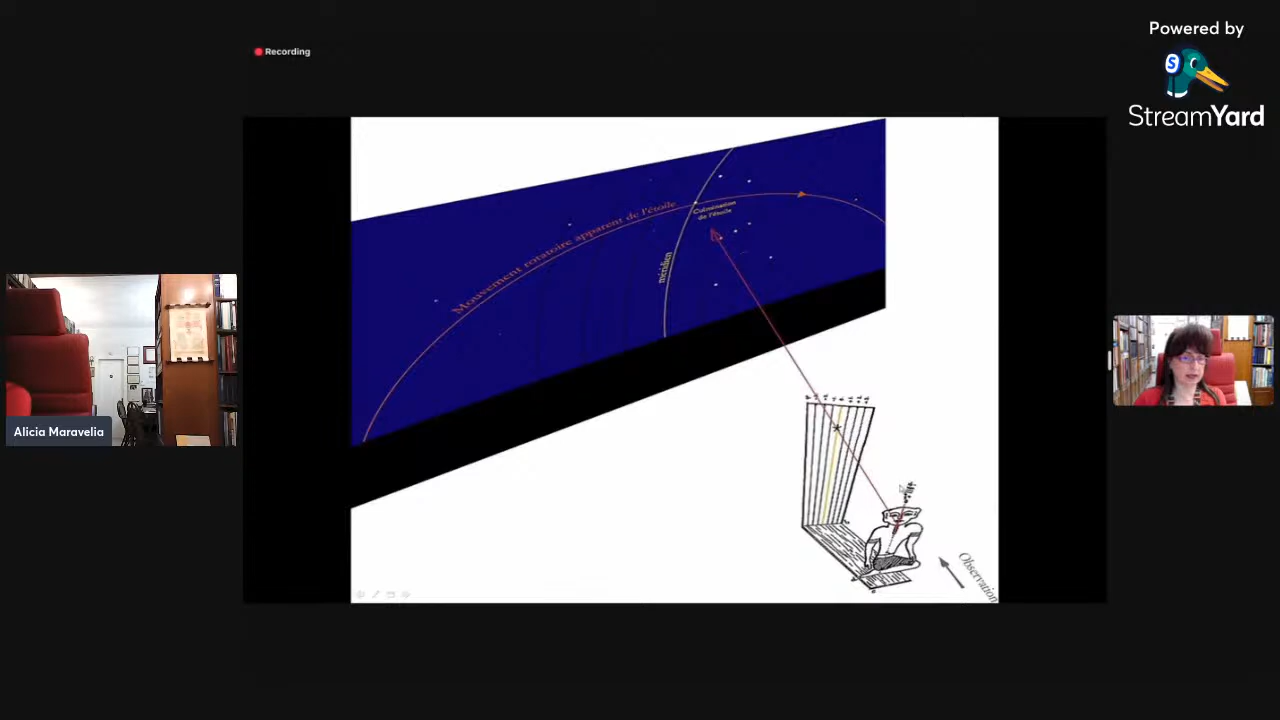 Powered by
StreamYard
Recording
Mouvement rotatoire apparent de l'étoile
Culmination
de l'étoile
méridien
Observation
Alicia Maravelia